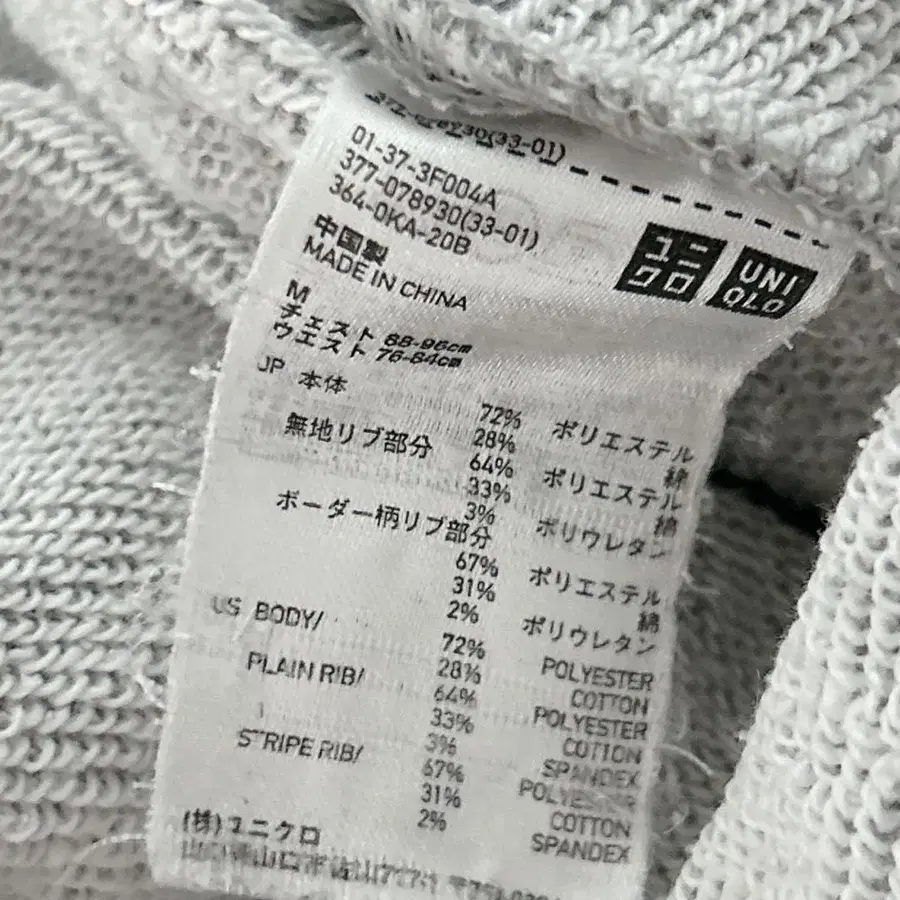 01-37-3F004A
377-078930(33-01)
364-0KA-20B
ユニクロ
UNIQLO
中国製
MADE IN CHINA
M
チェスト 88-96cm
ウエスト 76-84cm
JP 本体
72% ポリエステル
28% 綿
無地リブ部分
64% ポリエステル
33% 綿
3% ポリウレタン
ボーダー柄リブ部分
67% ポリエステル
31% 綿
2% ポリウレタン
US BODY/
72% POLYESTER
28% COTTON
PLAIN RIB/
64% POLYESTER
33% COTTON
3% SPANDEX
STRIPE RIB/
67% POLYESTER
31% COTTON
2% SPANDEX
(株)ユニクロ